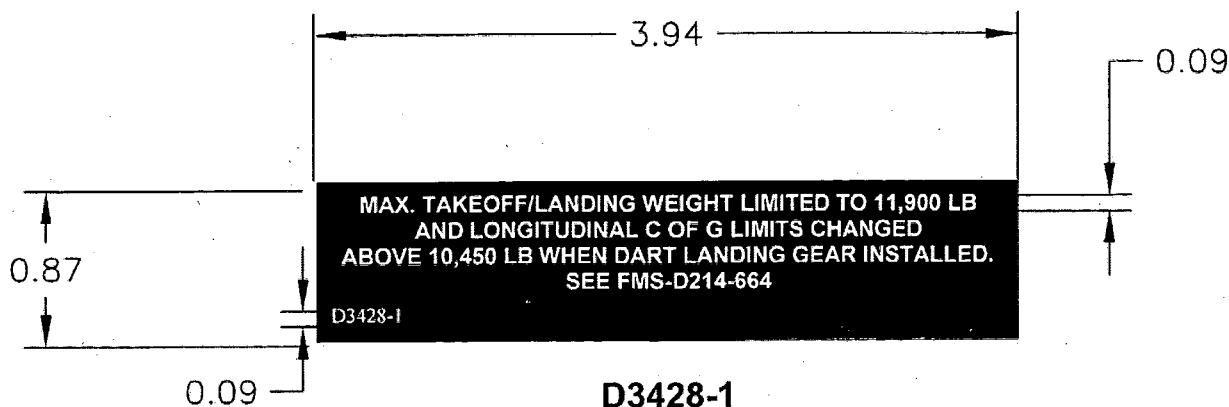 3.94
0.09
MAX. TAKEOFF/LANDING WEIGHT LIMITED TO 11,900 LB
AND LONGITUDINAL C OF G LIMITS CHANGED
ABOVE 10,450 LB WHEN DART LANDING GEAR INSTALLED.
SEE FMS-D214-664
0.87
D3428-1
0.09
D3428-1